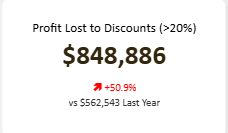 Profit Lost to Discounts (>20%)
$848,886
+50.9%
vs $562,543 Last Year